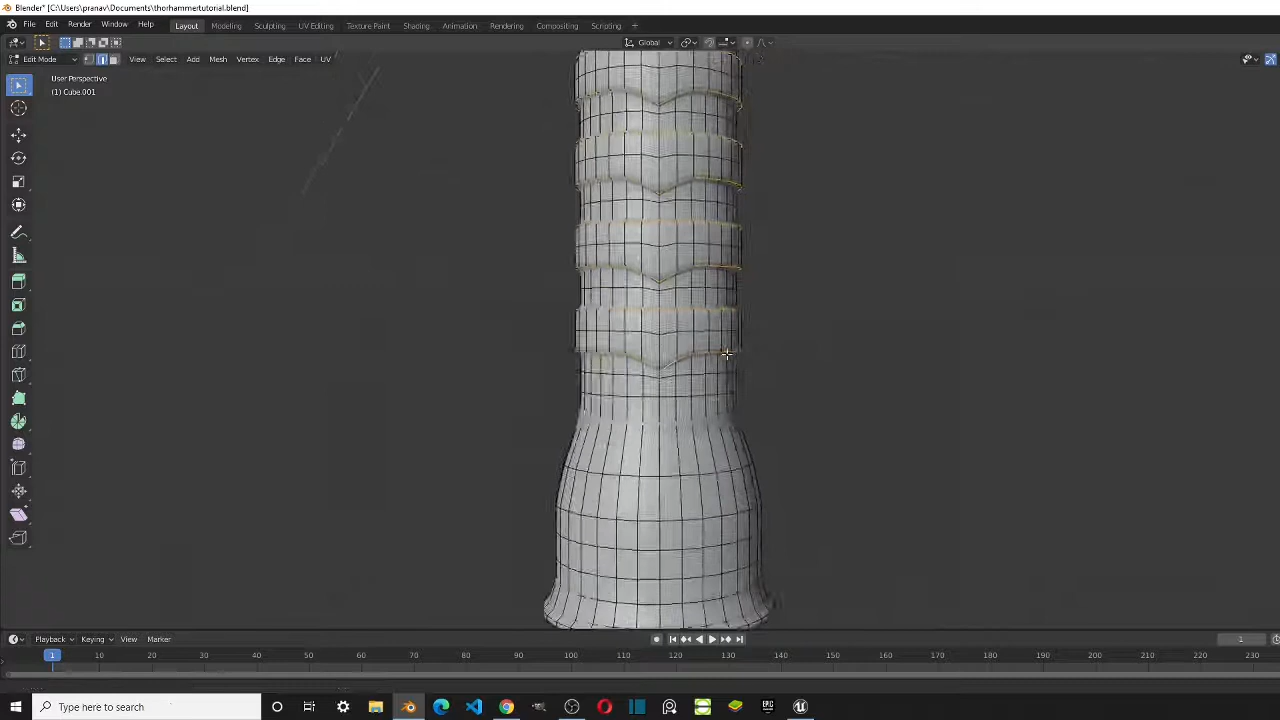 Blender* [C:\Users\pranav\Documents\thorhammertutorial.blend]
File Edit Render Window Help Layout Modeling Sculpting UV Editing Texture Paint Shading Animation Rendering Compositing Scripting +
Global
Edit Mode View Select Add Mesh Vertex Edge Face UV
User Perspective
(1) Cube.001
Playback Keying View Marker 1
1 10 20 30 40 50 60 70 80 90 100 110 120 130 140 150 160 170 180 190 200 210 220 230
Type here to search